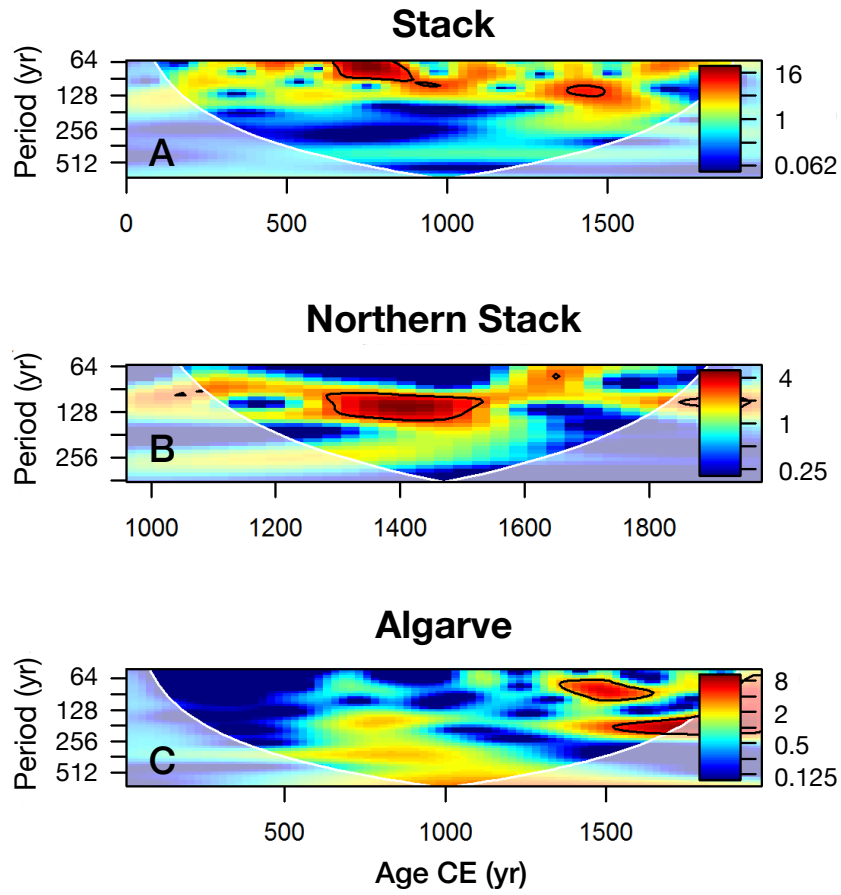 Stack
Period (yr)
64
128
256
512
A
16
1
0.062
0 500 1000 1500
Northern Stack
Period (yr)
64
128
256
B
4
1
0.25
1000 1200 1400 1600 1800
Algarve
Period (yr)
64
128
256
512
C
8
2
0.5
0.125
500 1000 1500
Age CE (yr)